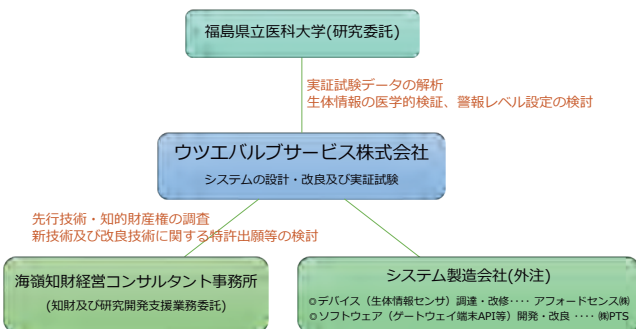 福島県立医科大学(研究委託)
実証試験データの解析
生体情報の医学的検証、警報レベル設定の検討
ウツエバルブサービス株式会社
システムの設計・改良及び実証試験
先行技術・知的財産権の調査
新技術及び改良技術に関する特許出願等の検討
海嶺知財経営コンサルタント事務所
(知財及び研究開発支援業務委託)
システム製造会社(外注)
◎デバイス（生体情報センサ）調達・改修‥‥ アフォードセンス㈱
◎ソフトウェア（ゲートウェイ端末API等）開発・改良 ‥‥ ㈱PTS